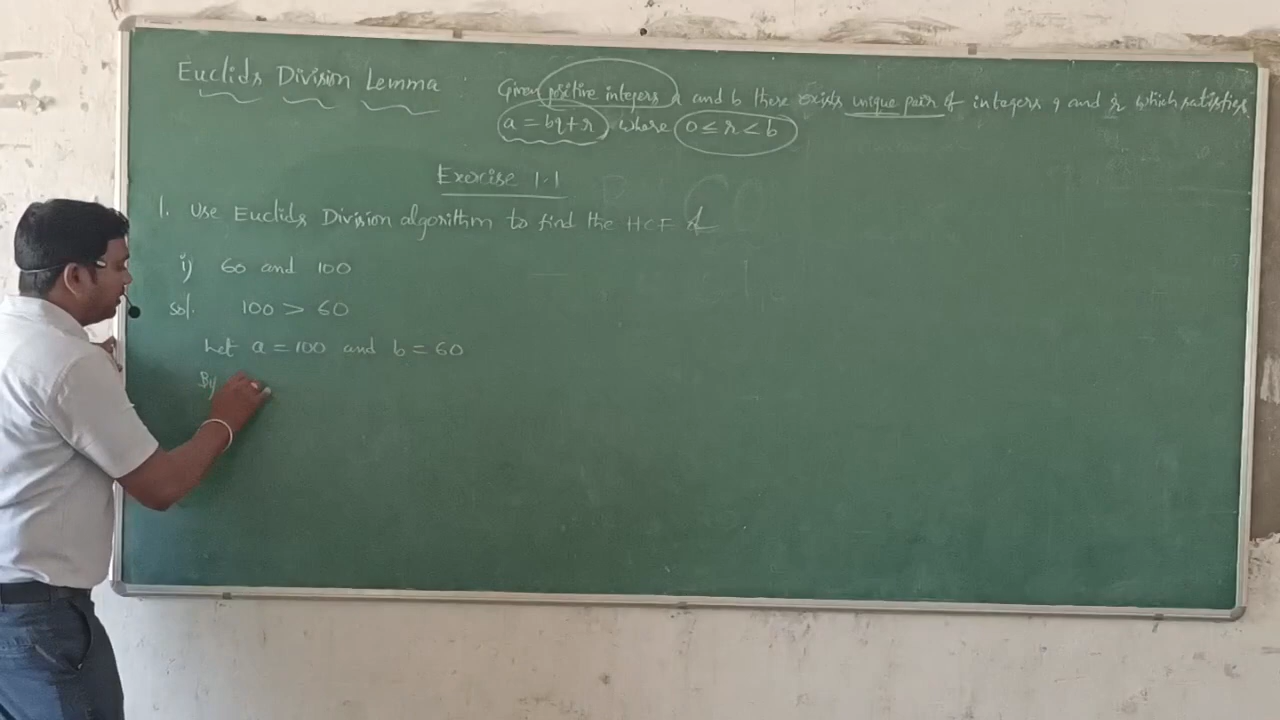 Euclids Division Lemma : Given positive integers a and b there exists unique pair of integers q and r which satisfies
a = bq + r where 0 ≤ r < b
Exercise 1.1
1. Use Euclids Division algorithm to find the HCF of
i) 60 and 100
Sol. 100 > 60
Let a = 100 and b = 60
By